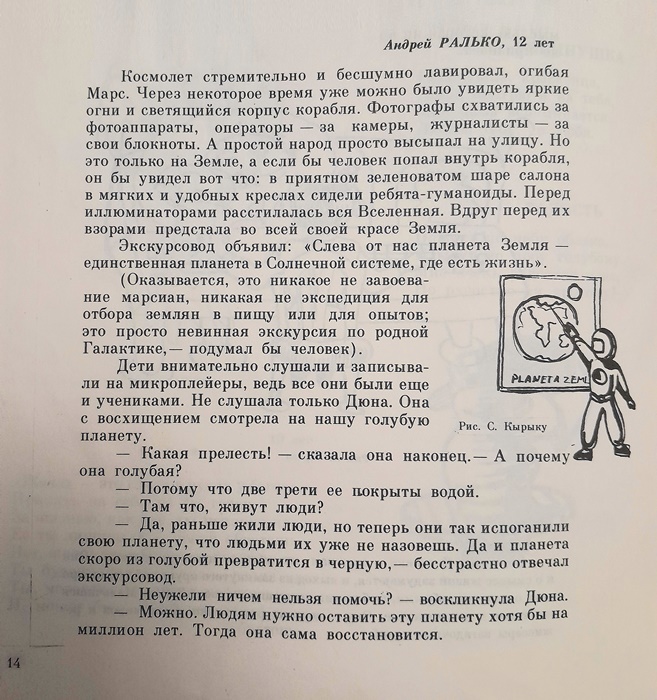 Андрей РАЛЬКО, 12 лет
Космолет стремительно и бесшумно лавировал, огибая
Марс. Через некоторое время уже можно было увидеть яркие
огни и светящийся корпус корабля. Фотографы схватились за
фотоаппараты, операторы — за камеры, журналисты — за
свои блокноты. А простой народ просто высыпал на улицу. Но
это только на Земле, а если бы человек попал внутрь корабля,
он бы увидел вот что: в приятном зеленоватом шаре салона
в мягких и удобных креслах сидели ребята-гуманоиды. Перед
иллюминаторами расстилалась вся Вселенная. Вдруг перед их
взорами предстала во всей своей красе Земля.
Экскурсовод объявил: «Слева от нас планета Земля —
единственная планета в Солнечной системе, где есть жизнь».
(Оказывается, это никакое не завоева-
ние марсиан, никакая не экспедиция для
отбора землян в пищу или для опытов;
это просто невинная экскурсия по родной
Галактике,— подумал бы человек).
Дети внимательно слушали и записыва-
ли на микроплейеры, ведь все они были еще
и учениками. Не слушала только Дюна. Она
с восхищением смотрела на нашу голубую
планету.
PLANETA ZEML
Рис. С. Кырыку
— Какая прелесть! — сказала она наконец.— А почему
она голубая?
— Потому что две трети ее покрыты водой.
— Там что, живут люди?
— Да, раньше жили люди, но теперь они так испоганили
свою планету, что людьми их уже не назовешь. Да и планета
скоро из голубой превратится в черную,— бесстрастно отвечал
экскурсовод.
— Неужели ничем нельзя помочь? — воскликнула Дюна.
— Можно. Людям нужно оставить эту планету хотя бы на
миллион лет. Тогда она сама восстановится.
14